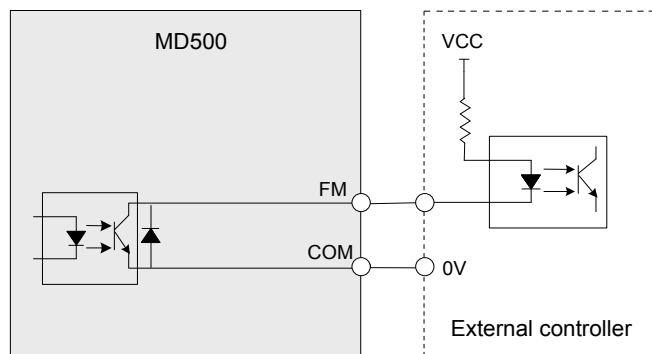 MD500
VCC
FM
COM
0V
External controller